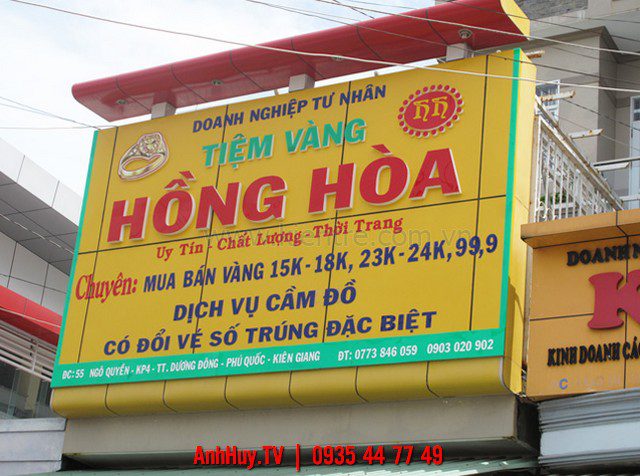 DOANH NGHIỆP TƯ NHÂN
TIỆM VÀNG
HH
HỒNG HÒA
Uy Tín - Chất Lượng - Thời Trang
Chuyên: MUA BÁN VÀNG 15K - 18K, 23K - 24K, 99,9
DỊCH VỤ CẦM ĐỒ
CÓ ĐỔI VÉ SỐ TRÚNG ĐẶC BIỆT
ĐC: 55 NGÔ QUYỀN - KP4 - TT. DƯƠNG ĐÔNG - PHÚ QUỐC - KIÊN GIANG ĐT: 0773 846 059 0903 020 902
DOANH N
K
KINH DOANH CÁC
AnhHuy.TV | 0935 44 77 49